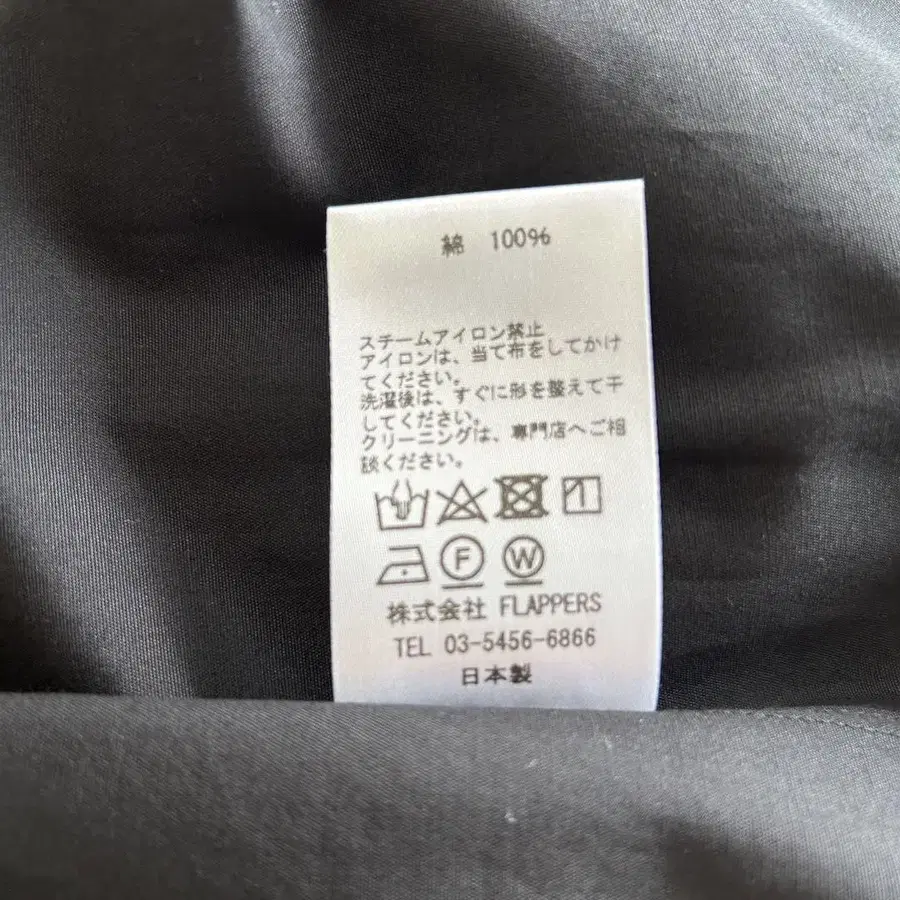 綿 100%
スチームアイロン禁止
アイロンは、当て布をしてかけ
てください。
洗濯後は、すぐに形を整えて干
してください。
クリーニングは、専門店へご相
談ください。
F W
株式会社 FLAPPERS
TEL 03-5456-6866
日本製